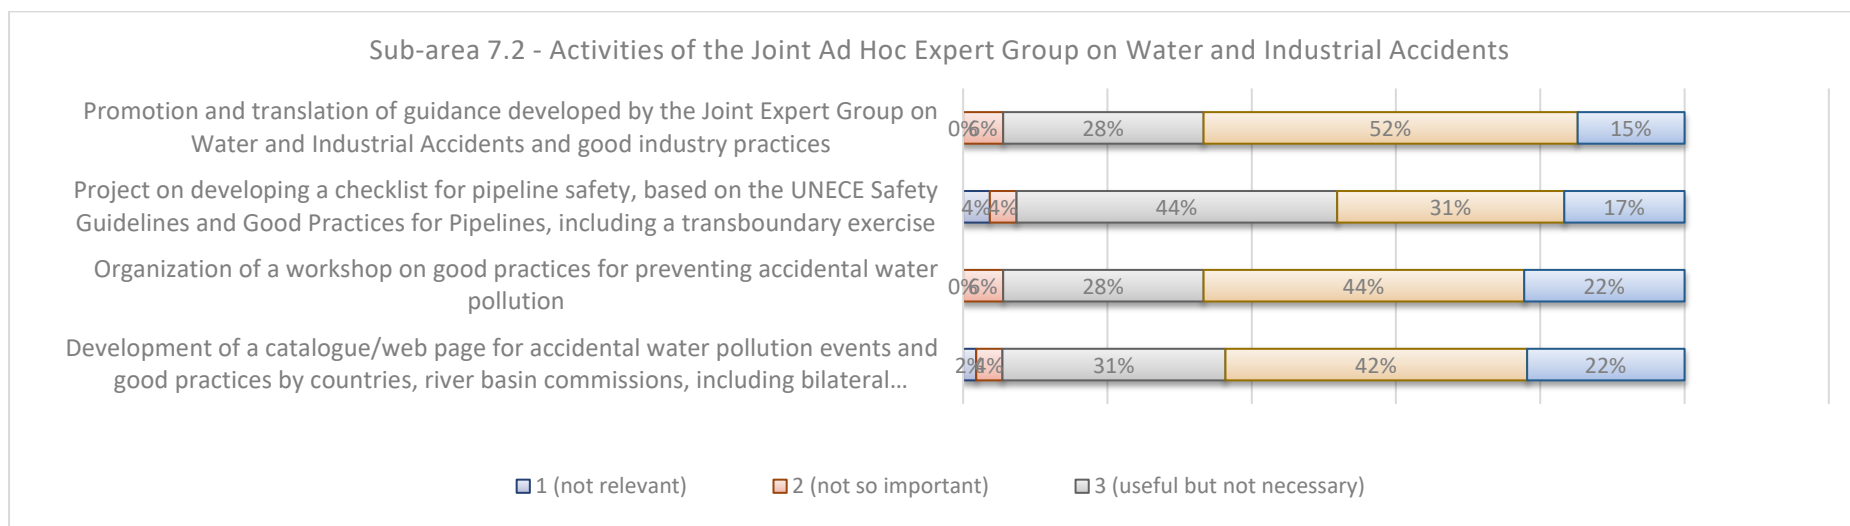 Sub-area 7.2 - Activities of the Joint Ad Hoc Expert Group on Water and Industrial Accidents
Promotion and translation of guidance developed by the Joint Expert Group on
Water and Industrial Accidents and good industry practices
0% 6% 28% 52% 15%
Project on developing a checklist for pipeline safety, based on the UNECE Safety
Guidelines and Good Practices for Pipelines, including a transboundary exercise
4% 4% 44% 31% 17%
Organization of a workshop on good practices for preventing accidental water
pollution
0% 6% 28% 44% 22%
Development of a catalogue/web page for accidental water pollution events and
good practices by countries, river basin commissions, including bilateral...
2% 4% 31% 42% 22%
1 (not relevant) 2 (not so important) 3 (useful but not necessary)